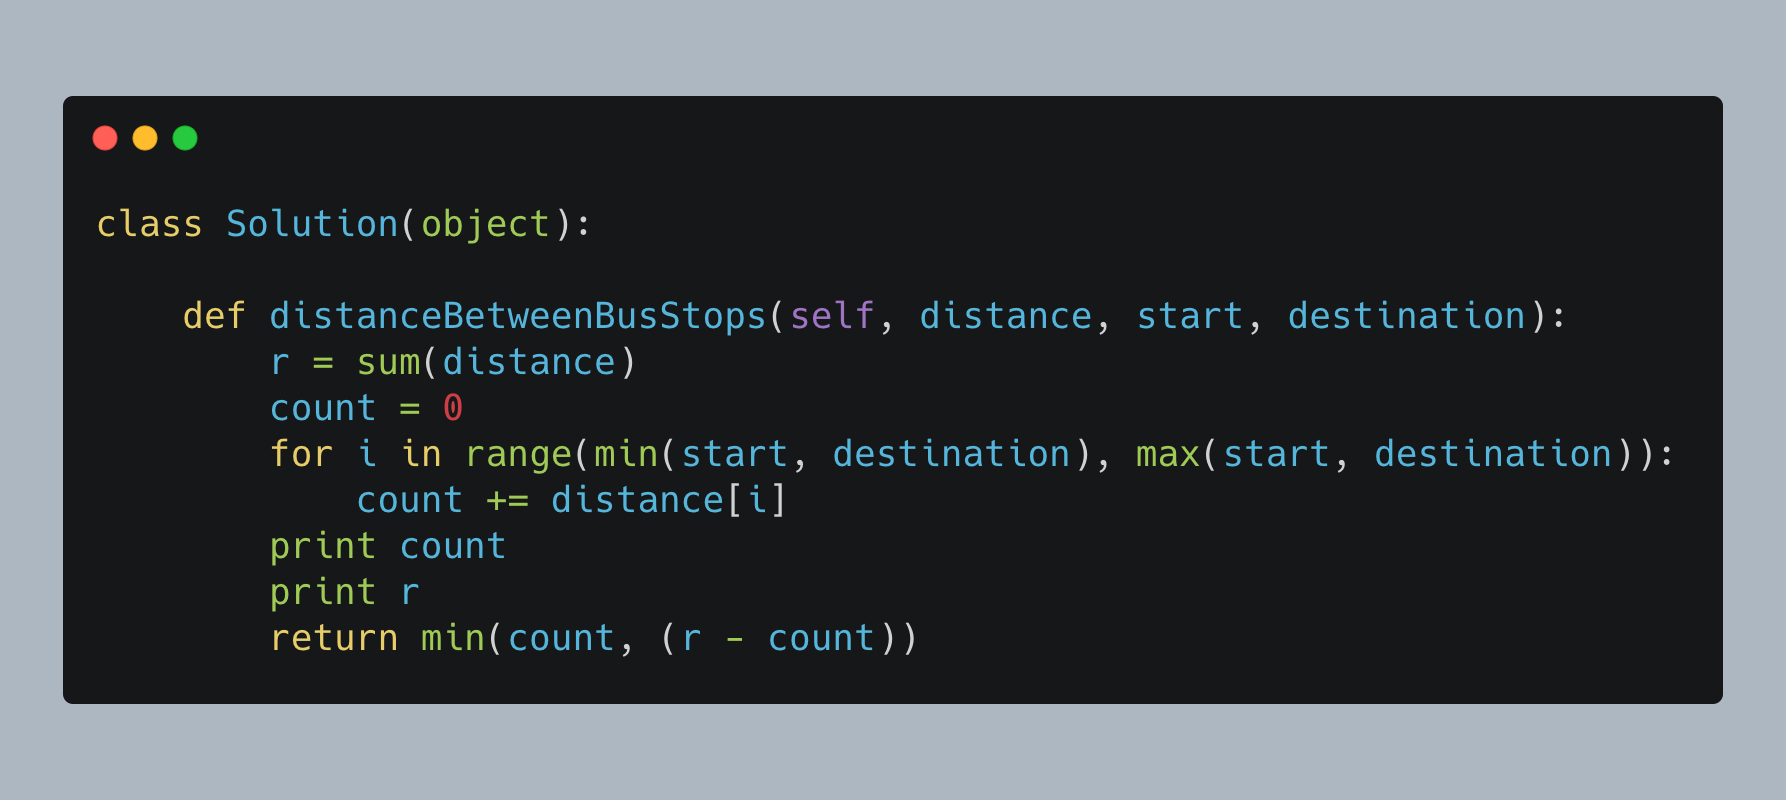 class Solution(object):

    def distanceBetweenBusStops(self, distance, start, destination):
        r = sum(distance)
        count = 0
        for i in range(min(start, destination), max(start, destination)):
            count += distance[i]
        print count
        print r
        return min(count, (r - count))